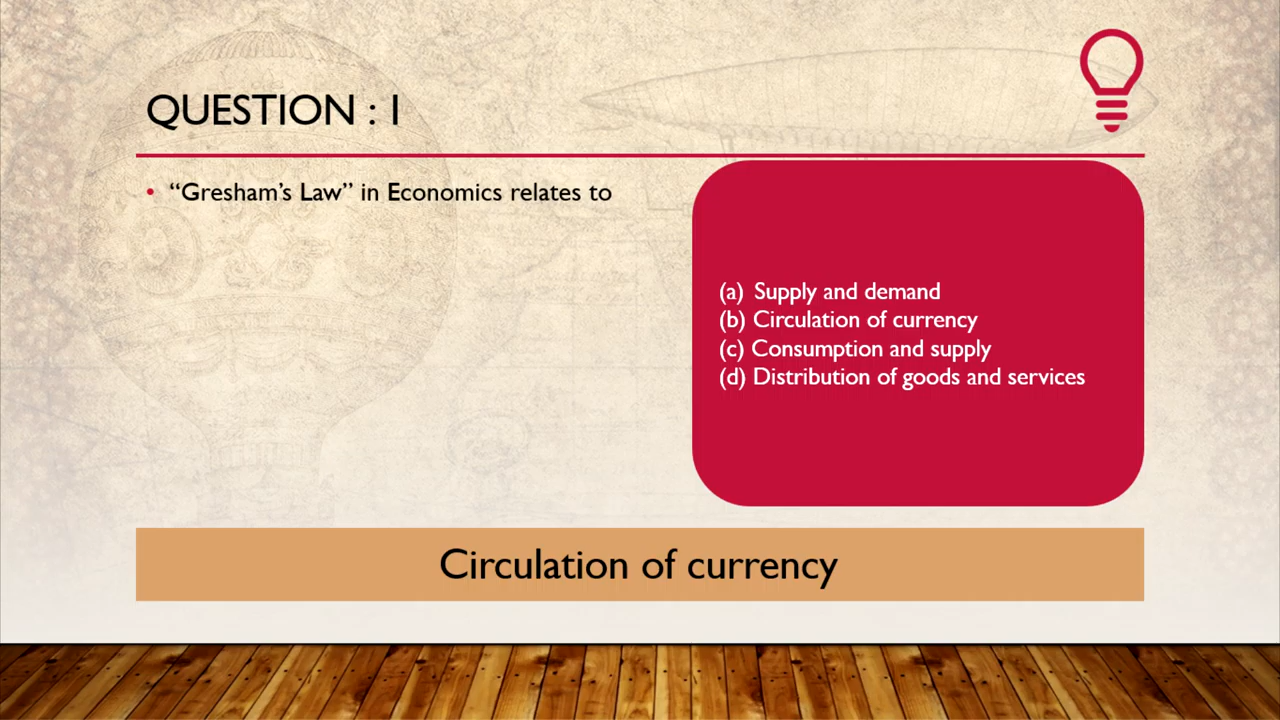 QUESTION : 1
• “Gresham’s Law” in Economics relates to
(a) Supply and demand
(b) Circulation of currency
(c) Consumption and supply
(d) Distribution of goods and services
Circulation of currency